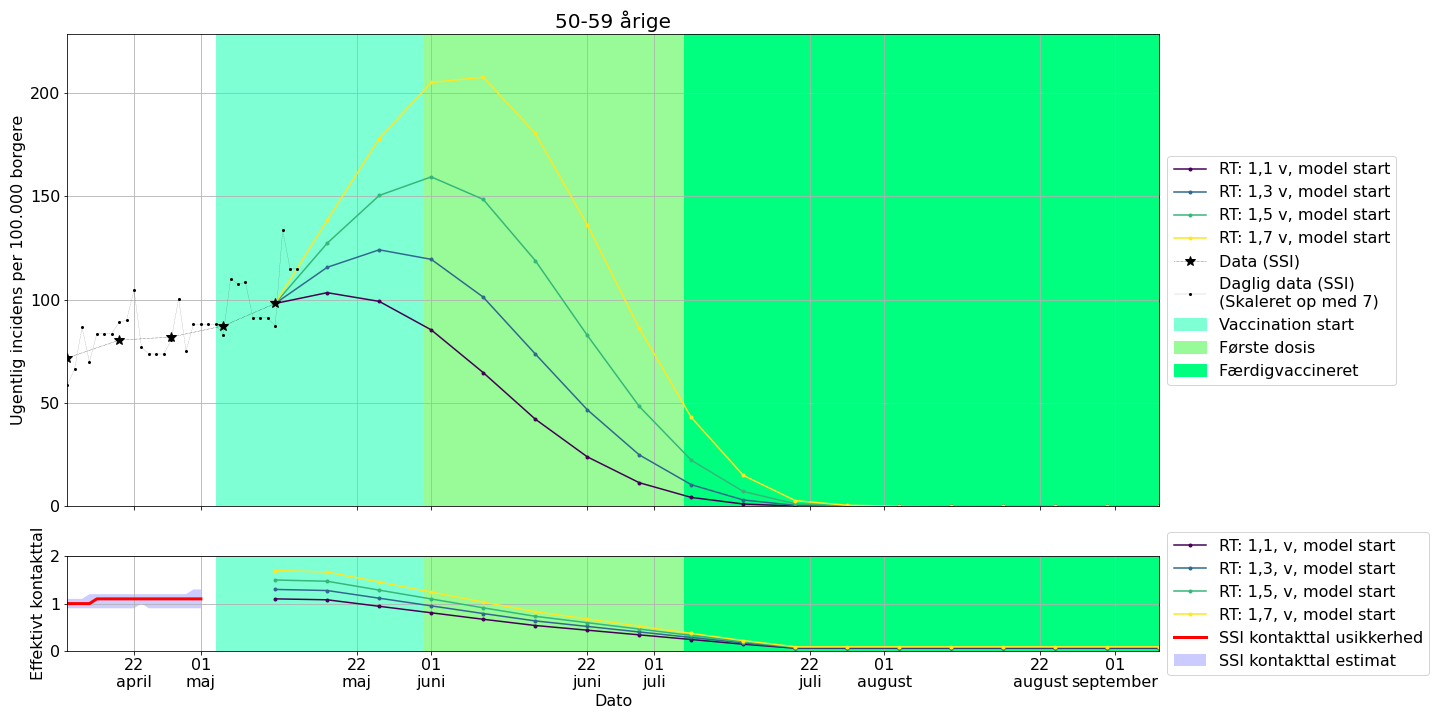 50-59 årige
Ugentlig incidens per 100.000 borgere
200
150
100
50
0
RT: 1,1 v, model start
RT: 1,3 v, model start
RT: 1,5 v, model start
RT: 1,7 v, model start
Data (SSI)
Daglig data (SSI)
(Skaleret op med 7)
Vaccination start
Første dosis
Færdigvaccineret
Effektivt kontakttal
2
1
0
RT: 1,1, v, model start
RT: 1,3, v, model start
RT: 1,5, v, model start
RT: 1,7, v, model start
SSI kontakttal usikkerhed
SSI kontakttal estimat
22 01 22 01 22 01 22 01 22 01
april maj maj juni juni juli juli august august september
Dato